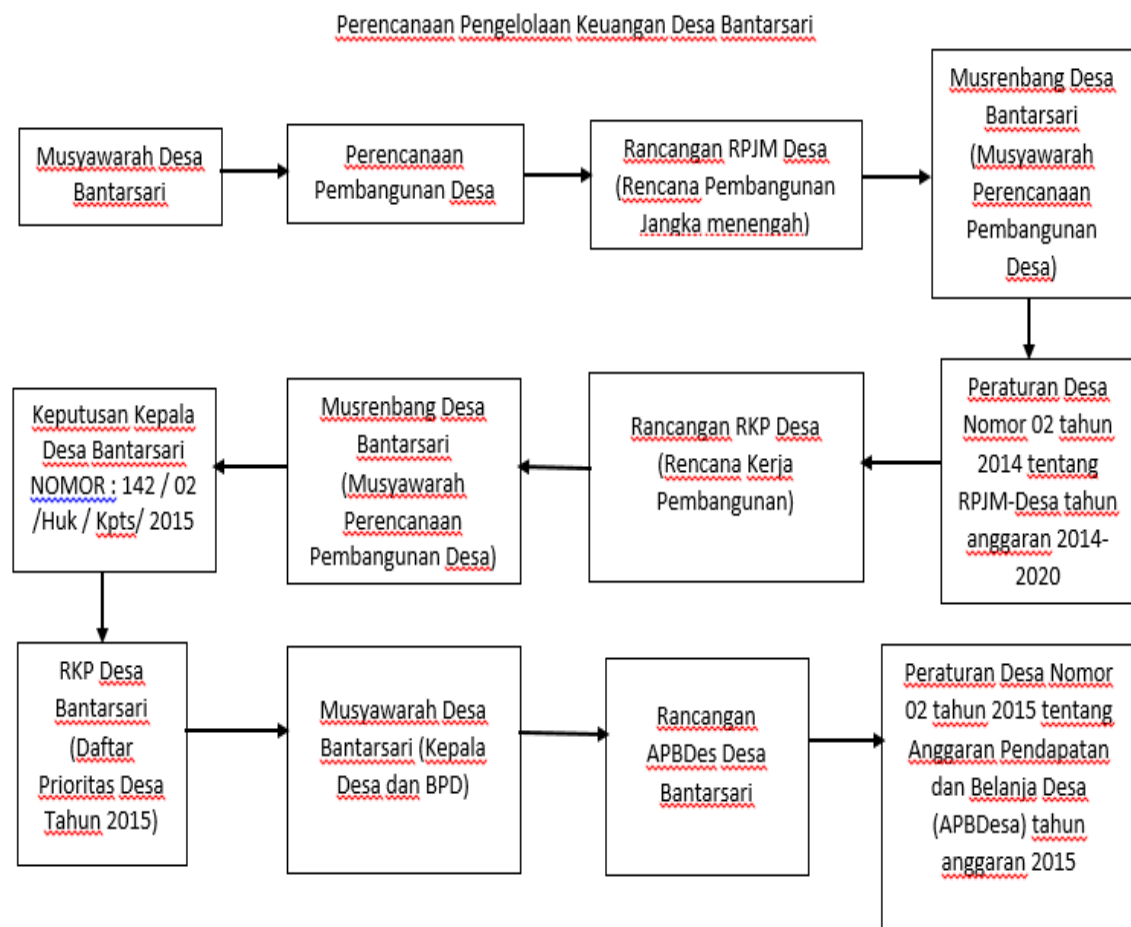 Perencanaan Pengelolaan Keuangan Desa Bantarsari
Musyawarah Desa
Bantarsari
Perencanaan
Pembangunan Desa
Rancangan RPJM Desa
(Rencana Pembangunan
Jangka menengah)
Musrenbang Desa
Bantarsari
(Musyawarah
Perencanaan
Pembangunan
Desa)
Peraturan Desa
Nomor 02 tahun
2014 tentang
RPJM-Desa tahun
anggaran 2014-
2020
Rancangan RKP Desa
(Rencana Kerja
Pembangunan)
Musrenbang Desa
Bantarsari
(Musyawarah
Perencanaan
Pembangunan Desa)
Keputusan Kepala
Desa Bantarsari
NOMOR : 142 / 02
/Huk / Kpts/ 2015
RKP Desa
Bantarsari
(Daftar
Prioritas Desa
Tahun 2015)
Musyawarah Desa
Bantarsari (Kepala
Desa dan BPD)
Rancangan
APBDes Desa
Bantarsari
Peraturan Desa Nomor
02 tahun 2015 tentang
Anggaran Pendapatan
dan Belanja Desa
(APBDesa) tahun
anggaran 2015